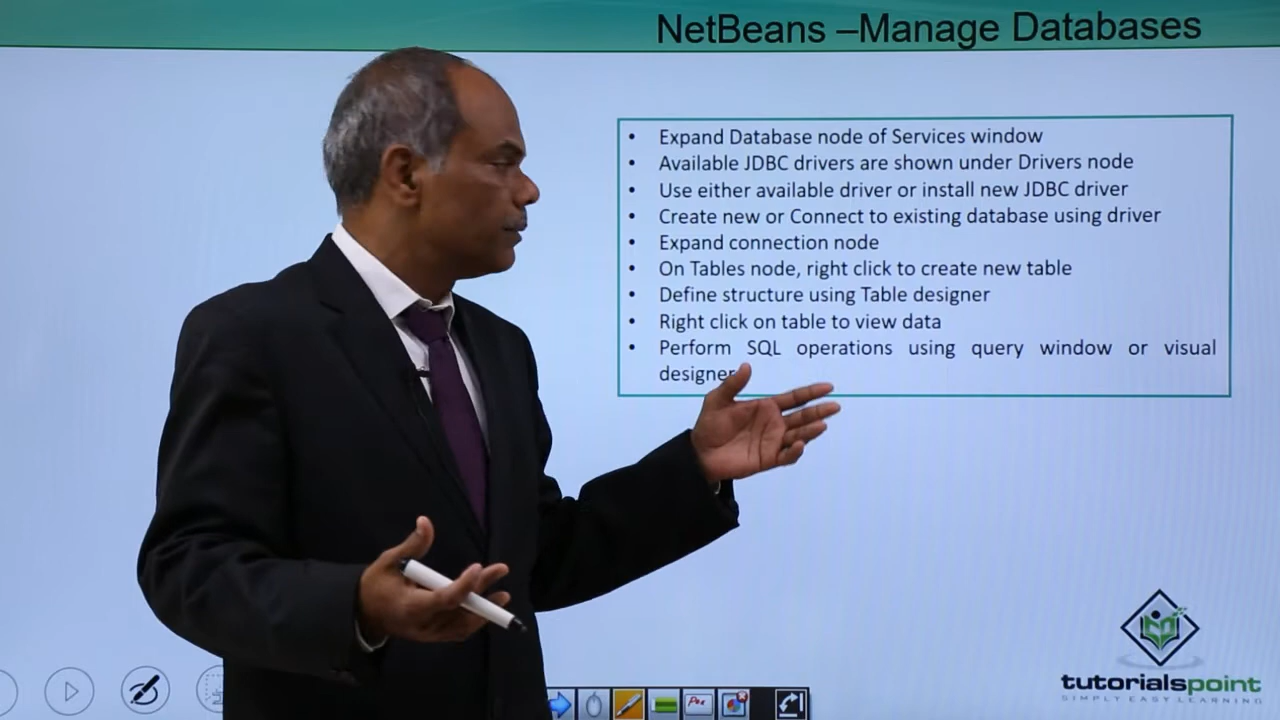 NetBeans –Manage Databases
• Expand Database node of Services window
• Available JDBC drivers are shown under Drivers node
• Use either available driver or install new JDBC driver
• Create new or Connect to existing database using driver
• Expand connection node
• On Tables node, right click to create new table
• Define structure using Table designer
• Right click on table to view data
• Perform SQL operations using query window or visual
designer
tutorialspoint
SIMPLY EASY LEARNING